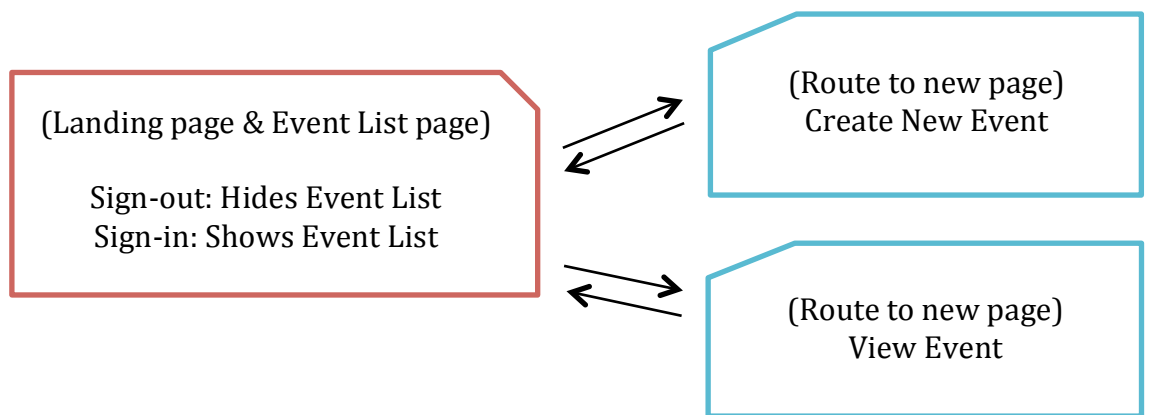 (Landing page & Event List page)
Sign-out: Hides Event List
Sign-in: Shows Event List
(Route to new page)
Create New Event
(Route to new page)
View Event